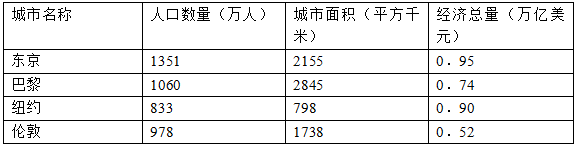 城市名称 人口数量（万人） 城市面积（平方千米） 经济总量（万亿美元）
东京 1351 2155 0．95
巴黎 1060 2845 0．74
纽约 833 798 0．90
伦敦 978 1738 0．52